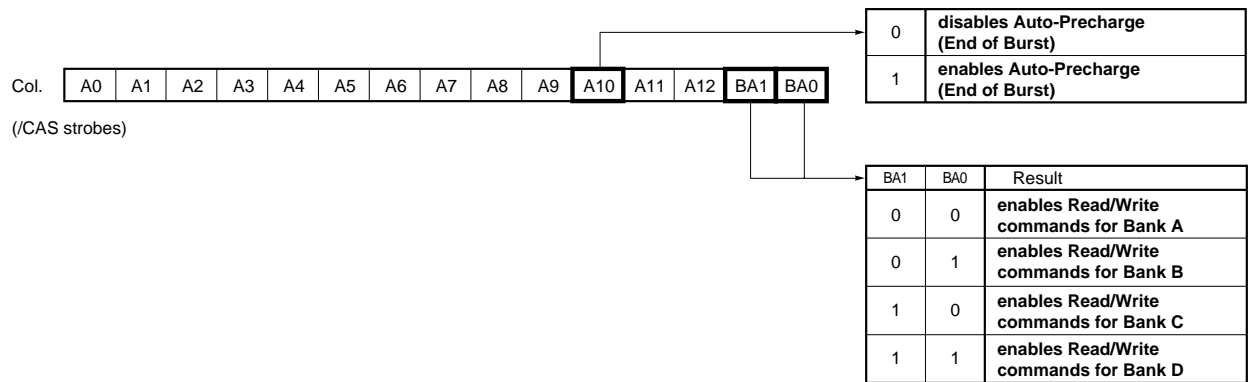 0 disables Auto-Precharge
(End of Burst)
1 enables Auto-Precharge
(End of Burst)
Col. A0 A1 A2 A3 A4 A5 A6 A7 A8 A9 A10 A11 A12 BA1 BA0
(/CAS strobes)
BA1 BA0 Result
0 0 enables Read/Write
commands for Bank A
0 1 enables Read/Write
commands for Bank B
1 0 enables Read/Write
commands for Bank C
1 1 enables Read/Write
commands for Bank D